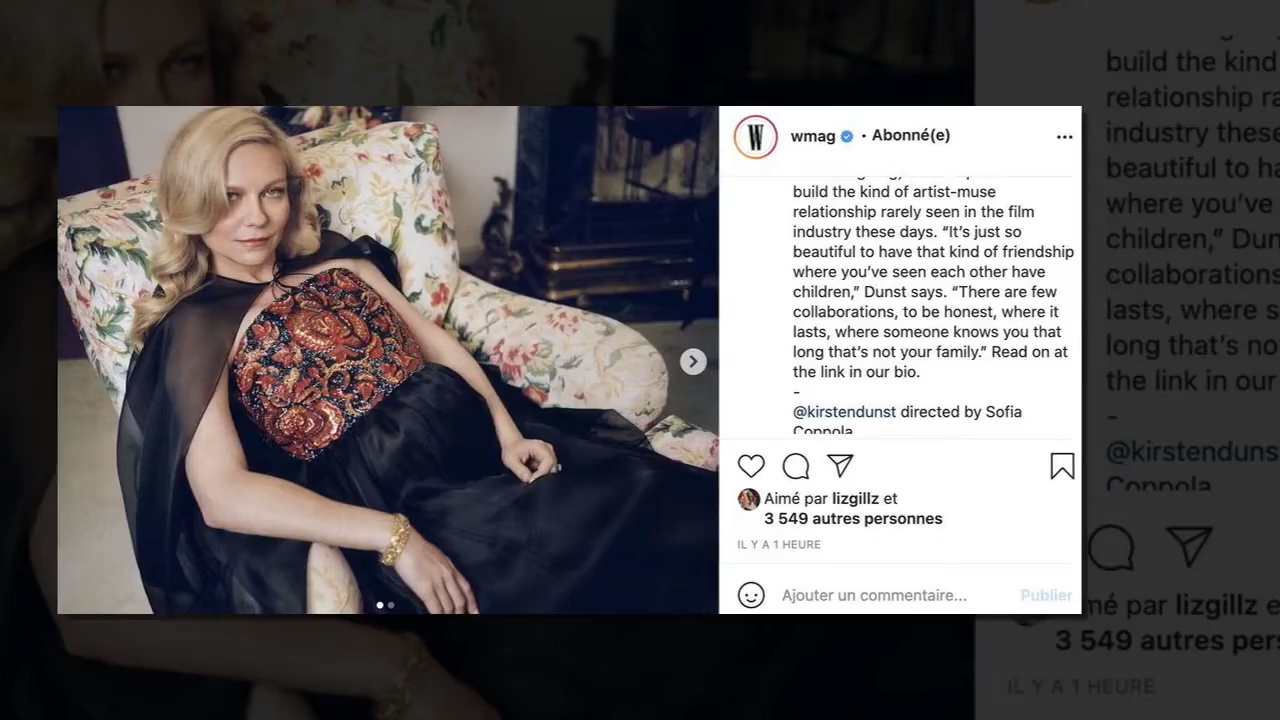 W
wmag • Abonné(e)
build the kind of artist-muse
relationship rarely seen in the film
industry these days. “It’s just so
beautiful to have that kind of friendship
where you’ve seen each other have
children,” Dunst says. “There are few
collaborations, to be honest, where it
lasts, where someone knows you that
long that’s not your family.” Read on at
the link in our bio.
-
@kirstendunst directed by Sofia
Coppola
Aimé par lizgillz et
3 549 autres personnes
IL Y A 1 HEURE
Ajouter un commentaire...
Publier
build the kind
relationship ra
industry these
beautiful to ha
where you’ve
children,” Dun
collaborations
lasts, where s
long that’s no
the link in our
-
@kirstenduns
Coppola
mé par lizgillz e
3 549 autres pers
IL Y A 1 HEURE